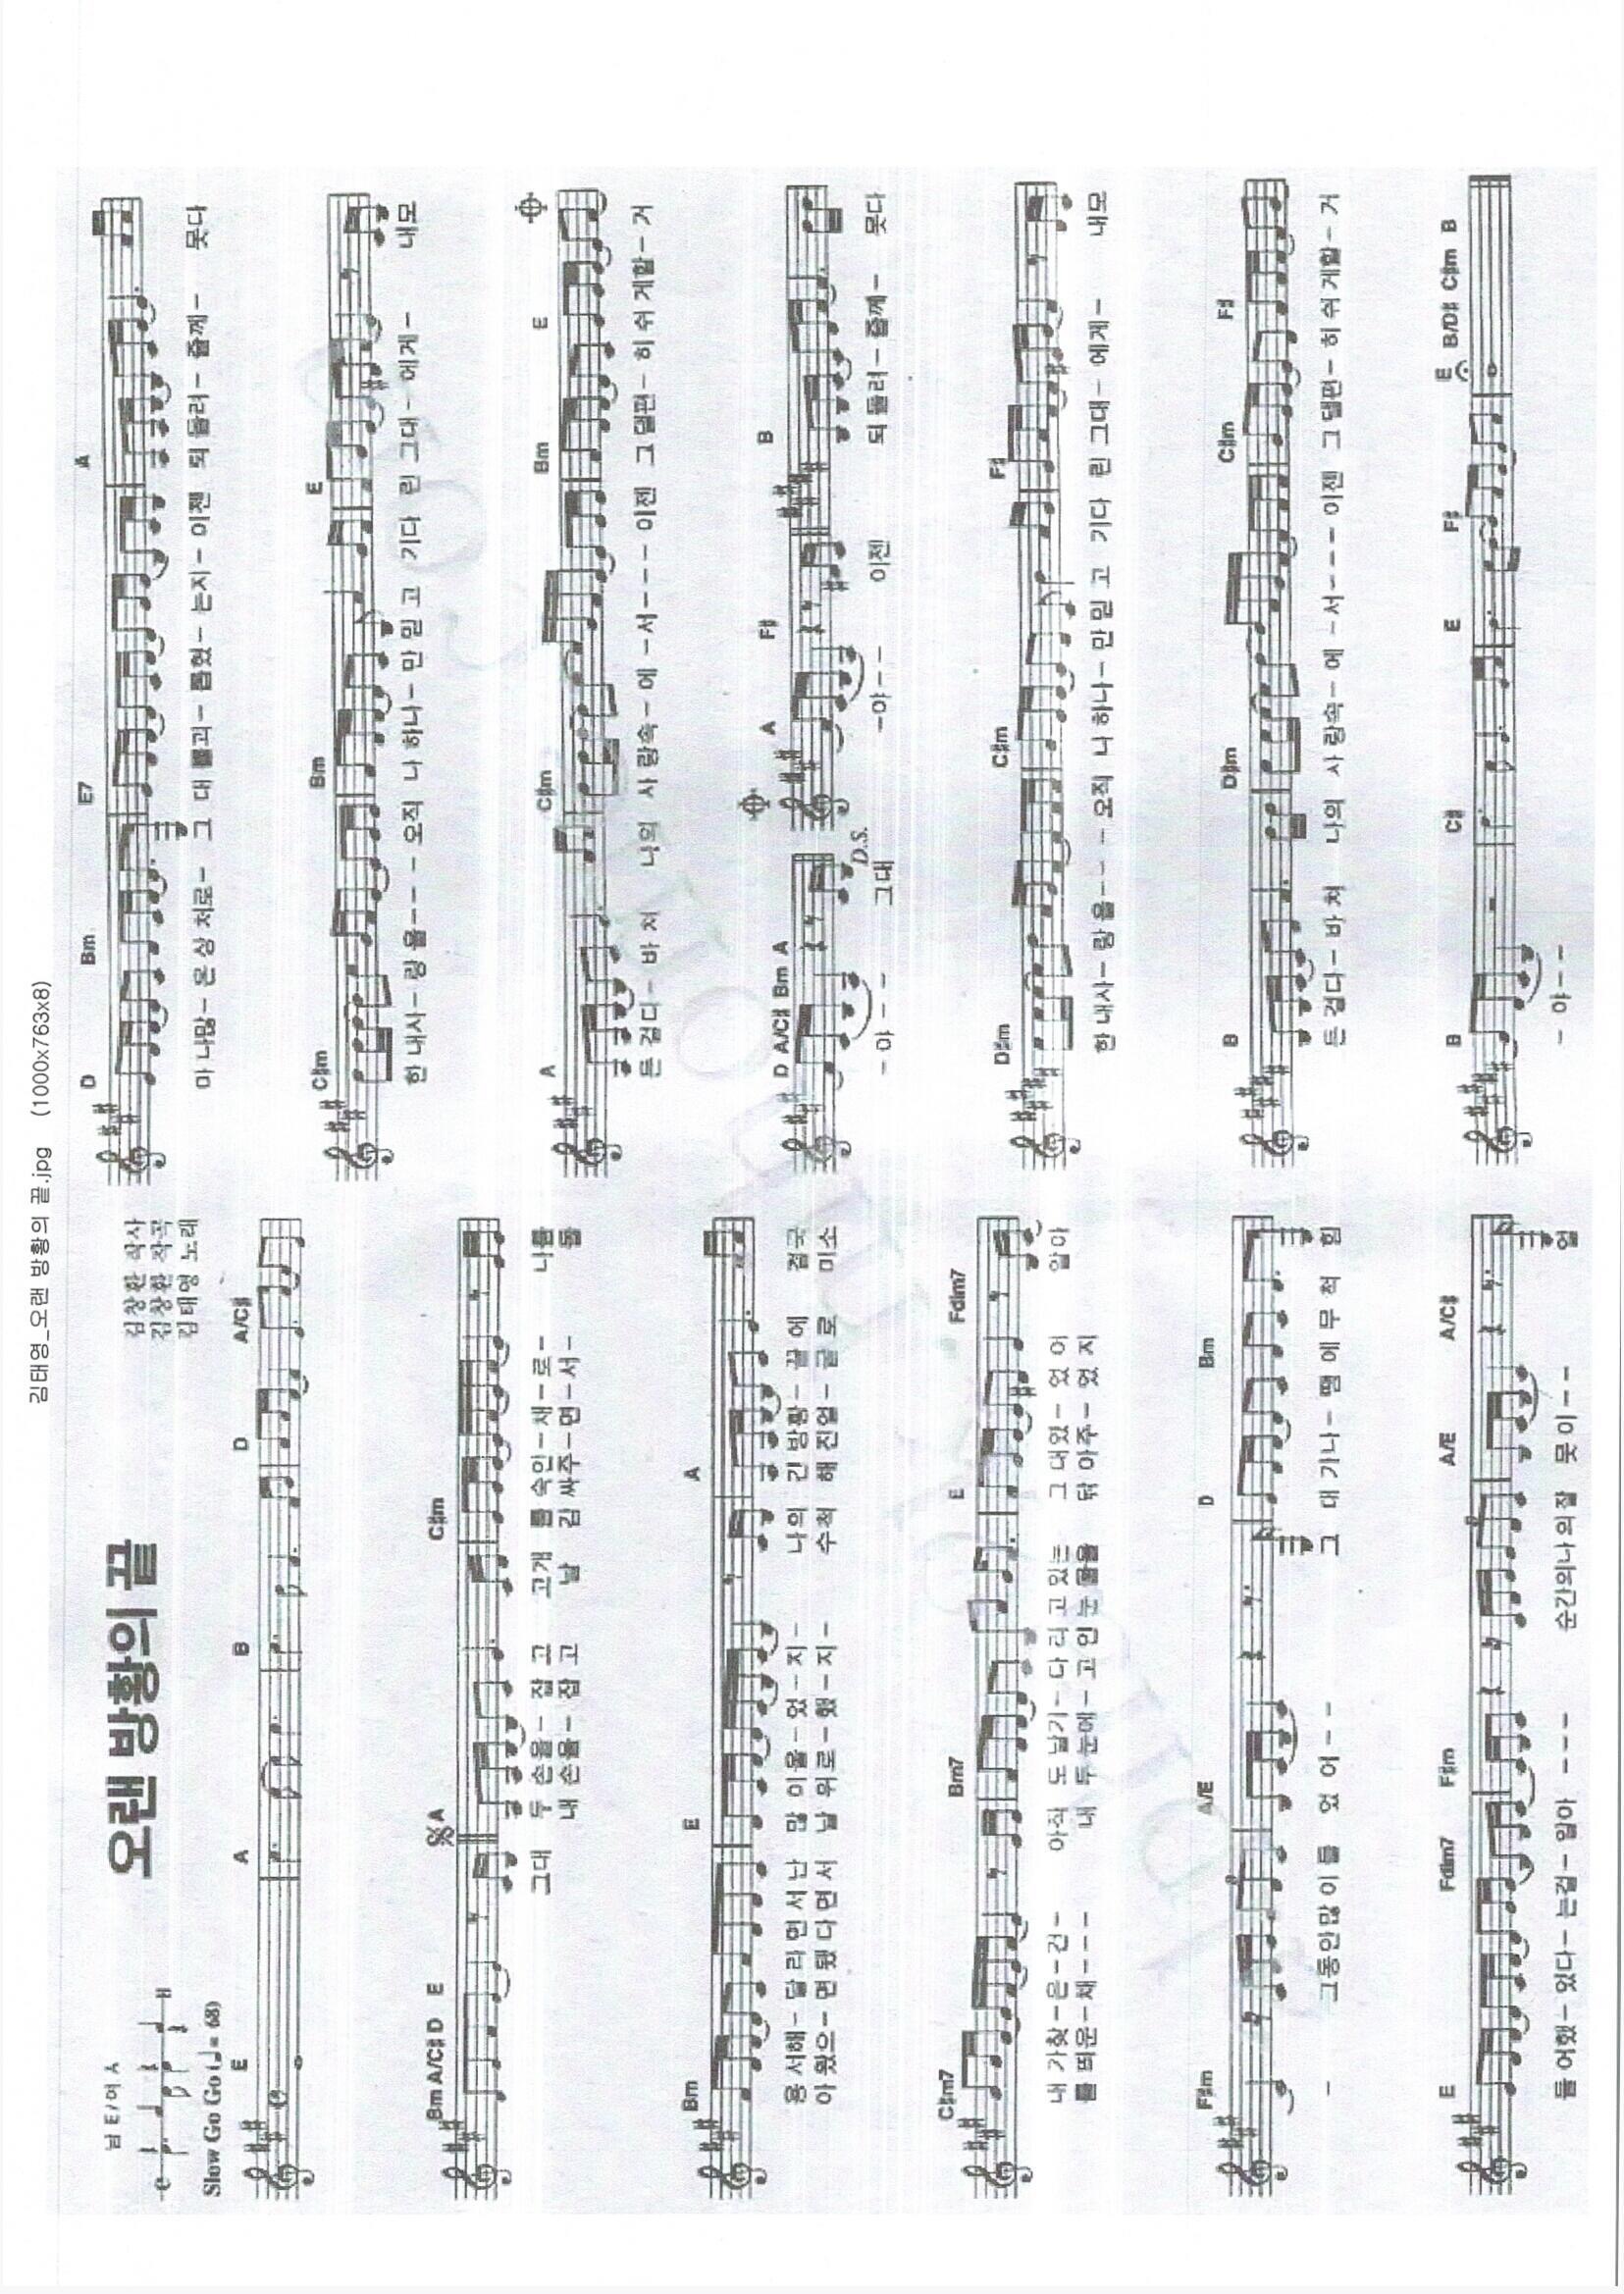 김태영_오랜 방황의 끝.jpg (1000x763x8)
남 E/여 A
오랜 방황의 끝
김창환 작사
김창환 작곡
김태영 노래
Slow Go Go (♩= 68)
E A B D A/C♯
Bm A/C♯ D E A C♯m
그대 두 손을- 잡 고 고개 를 숙인-채-로- 나를
내 손을- 잡 고 날 감 싸주-면-서- 돌
Bm E A
용 서해- 달 라 면 서 난 많 이울-었-지- 나의 긴 방황- 끝 에 결국
아 왔으- 면 됐 다 면 서 날 위로-했-지- 수척 해 진얼- 굴 로 미소
C♯m7 Bm7 E Fdim7
내 가찾-은-건- 아직 도 날기- 다 리 고 있는 그 대였- 었 어 알아
를 띄운-채--- 내 두 눈에- 고 인 눈 물을 닦 아주- 었 지
F♯m A/E D Bm
- 그동안많 이 들 었 어-- 그 대 가나- 땜 에 무 척 힘
E Fdim7 F♯m A/E A/C♯
들 어했- 었다- 는걸- 알아 --- 순간의나 의 잘 못 이-- 얼
D Bm E7 A
마 나많- 은 상 처로- 그 대 를괴- 롭혔- 는지- 이젠 되 돌려- 줄께- 못다
C♯m Bm E
한 내사- 랑 을--- 오직 나 하나- 만 믿 고 기다 린 그대- 에게- 내모
A C♯m Bm E
든 걸다- 바 쳐 나의 사 랑속- 에 -서--- 이젠 그 댈편- 히 쉬 게할- 거
D A/C♯ Bm A A F♯ B
D.S.
- 야 -- 그대 -야-- 이젠 되 돌려- 줄께- 못다
D♯m C♯m F♯
한 내사- 랑 을--- 오직 나 하나- 만 믿 고 기다 린 그대- 에게- 내모
B D♯m C♯m F♯
든 걸다- 바 쳐 나의 사 랑속- 에 -서--- 이젠 그 댈편- 히 쉬 게할- 거
B C♯ E F♯ E B/D♯ C♯m B
- 야--